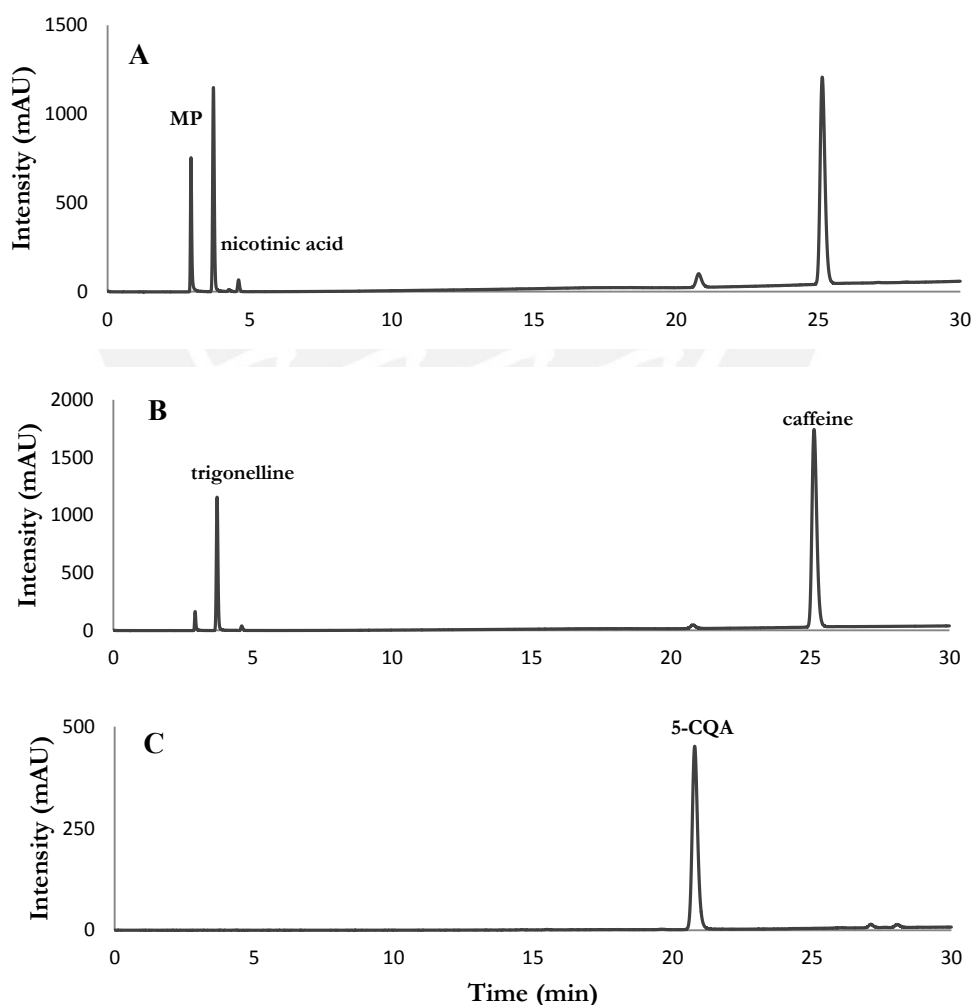 A
1500
1000
500
0
Intensity (mAU)
MP
nicotinic acid
0 5 10 15 20 25 30
B
2000
1500
1000
500
0
Intensity (mAU)
trigonelline
caffeine
0 5 10 15 20 25 30
C
500
250
0
Intensity (mAU)
5-CQA
0 5 10 15 20 25 30
Time (min)